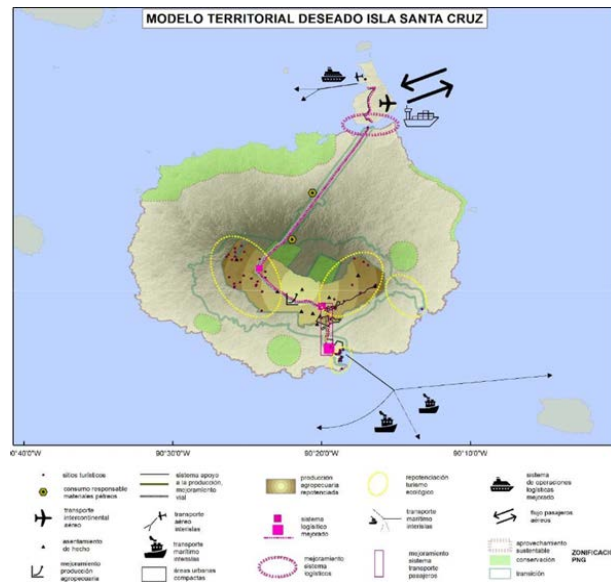 MODELO TERRITORIAL DESEADO ISLA SANTA CRUZ
0°40'0"W
90°30'0"W
90°20'0"W
90°10'0"W
sitios turísticos
consumo responsable
materiales pétreos
transporte
intercontinental
aéreo
asentamiento
de hecho
mejoramiento
producción
agropecuaria
sistema apoyo
a la producción,
mejoramiento
vial
transporte
aéreo
interislas
transporte
marítimo
interislas
áreas urbanas
compactas
producción
agropecuaria
repotenciada
sistema
logístico
mejorado
mejoramiento
sistema
logísticos
repotenciación
turismo
ecológico
transporte
marítimo
interislas
mejoramiento
sistema
transporte
pasajeros
sistema
de operaciones
logísticas
mejorado
flujo pasajeros
aéreos
aprovechamiento
sustentable
conservación
transición
ZONIFICACIO
PNG